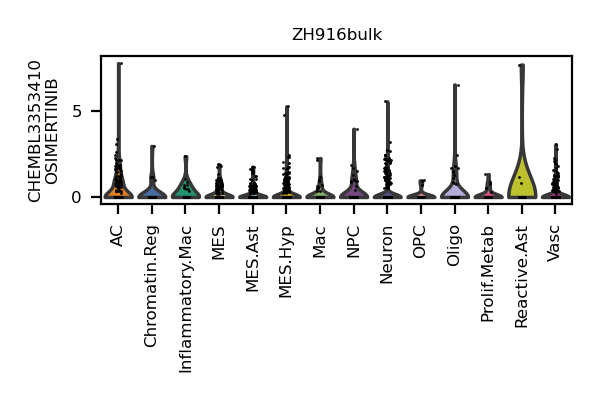 ZH916bulk
CHEMBL3353410
OSIMERTINIB
5
0
AC
Chromatin.Reg
Inflammatory.Mac
MES
MES.Ast
MES.Hyp
Mac
NPC
Neuron
OPC
Oligo
Prolif.Metab
Reactive.Ast
Vasc